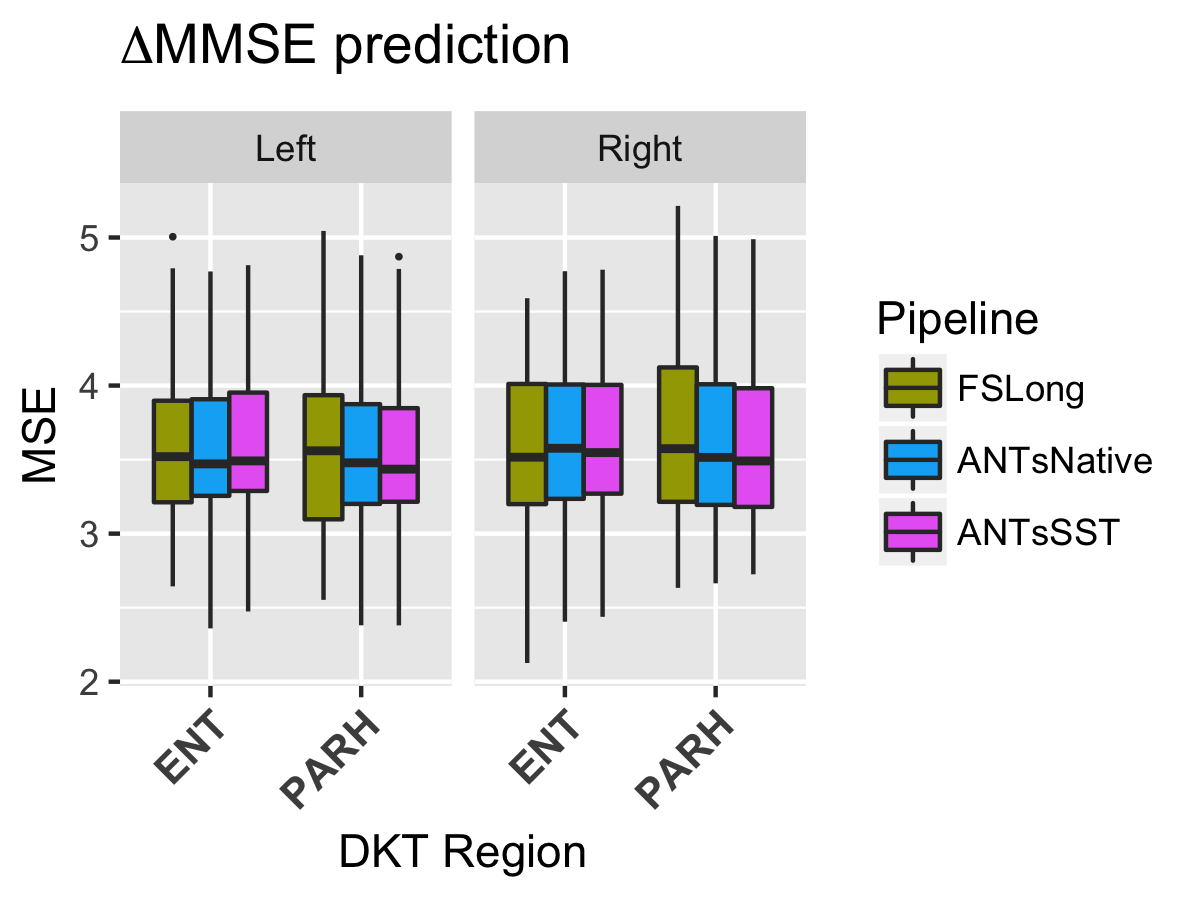 ΔMMSE prediction
Left
Right
5
4
3
2
MSE
ENT
PARH
ENT
PARH
DKT Region
Pipeline
FSLong
ANTsNative
ANTsSST